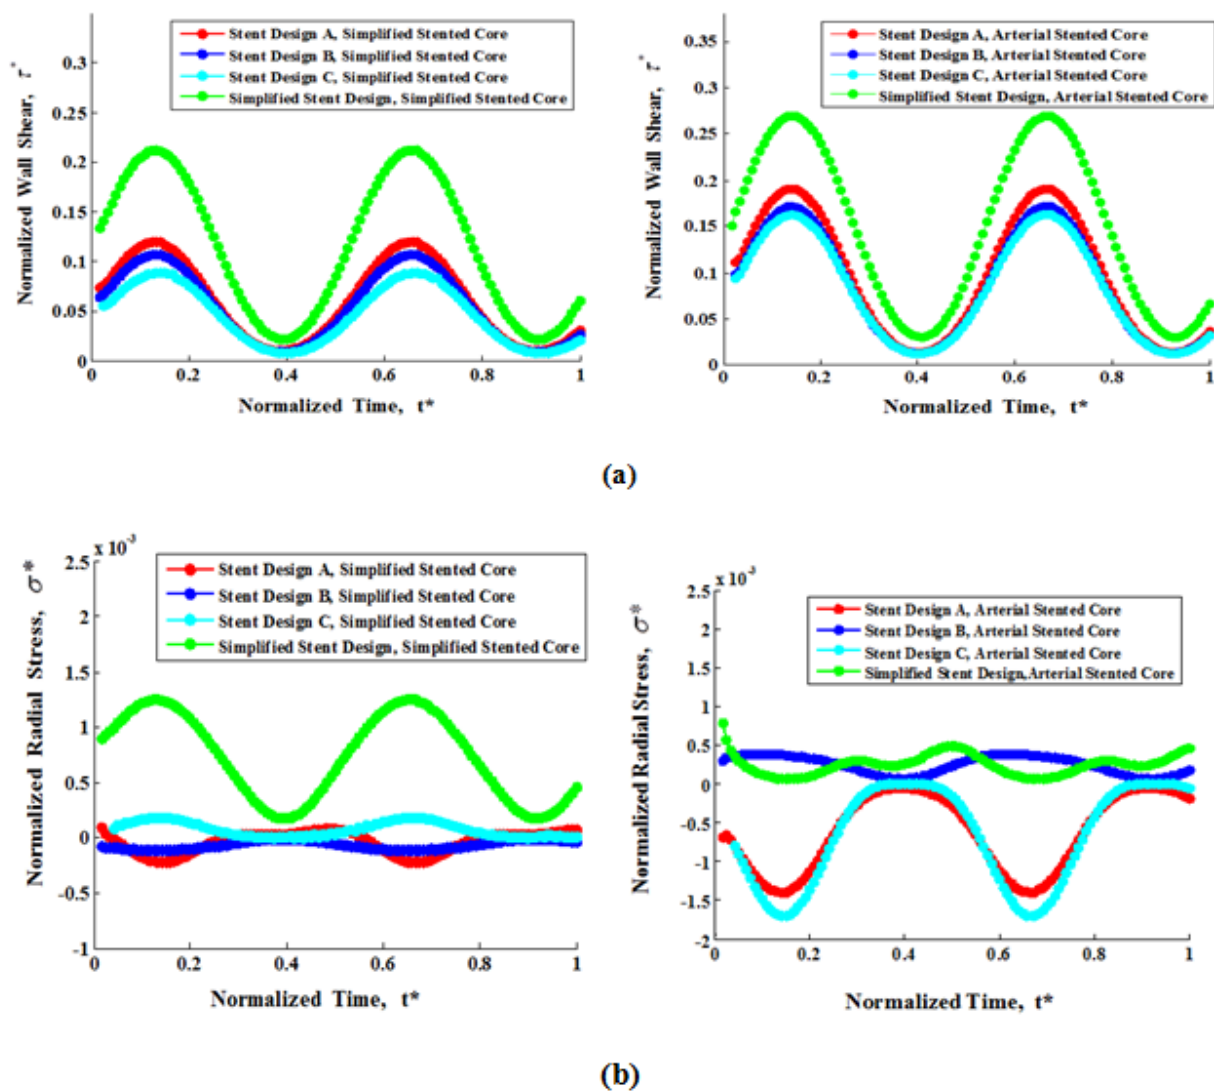 Stent Design A, Simplified Stented Core
Stent Design B, Simplified Stented Core
Stent Design C, Simplified Stented Core
Simplified Stent Design, Simplified Stented Core
Normalized Wall Shear, τ*
0.3
0.25
0.2
0.15
0.1
0.05
0
0 0.2 0.4 0.6 0.8 1
Normalized Time, t*
Stent Design A, Arterial Stented Core
Stent Design B, Arterial Stented Core
Stent Design C, Arterial Stented Core
Simplified Stent Design, Arterial Stented Core
Normalized Wall Shear, τ*
0.35
0.3
0.25
0.2
0.15
0.1
0.05
0
0 0.2 0.4 0.6 0.8 1
Normalized Time, t*
(a)
x 10-3
Stent Design A, Simplified Stented Core
Stent Design B, Simplified Stented Core
Stent Design C, Simplified Stented Core
Simplified Stent Design, Simplified Stented Core
Normalized Radial Stress, σ*
2.5
2
1.5
1
0.5
0
-0.5
-1
0 0.2 0.4 0.6 0.8 1
Normalized Time, t*
x 10-3
Stent Design A, Arterial Stented Core
Stent Design B, Arterial Stented Core
Stent Design C, Arterial Stented Core
Simplified Stent Design,Arterial Stented Core
Normalized Radial Stress, σ*
2.5
2
1.5
1
0.5
0
-0.5
-1
-1.5
-2
0 0.2 0.4 0.6 0.8 1
Normalized Time, t*
(b)